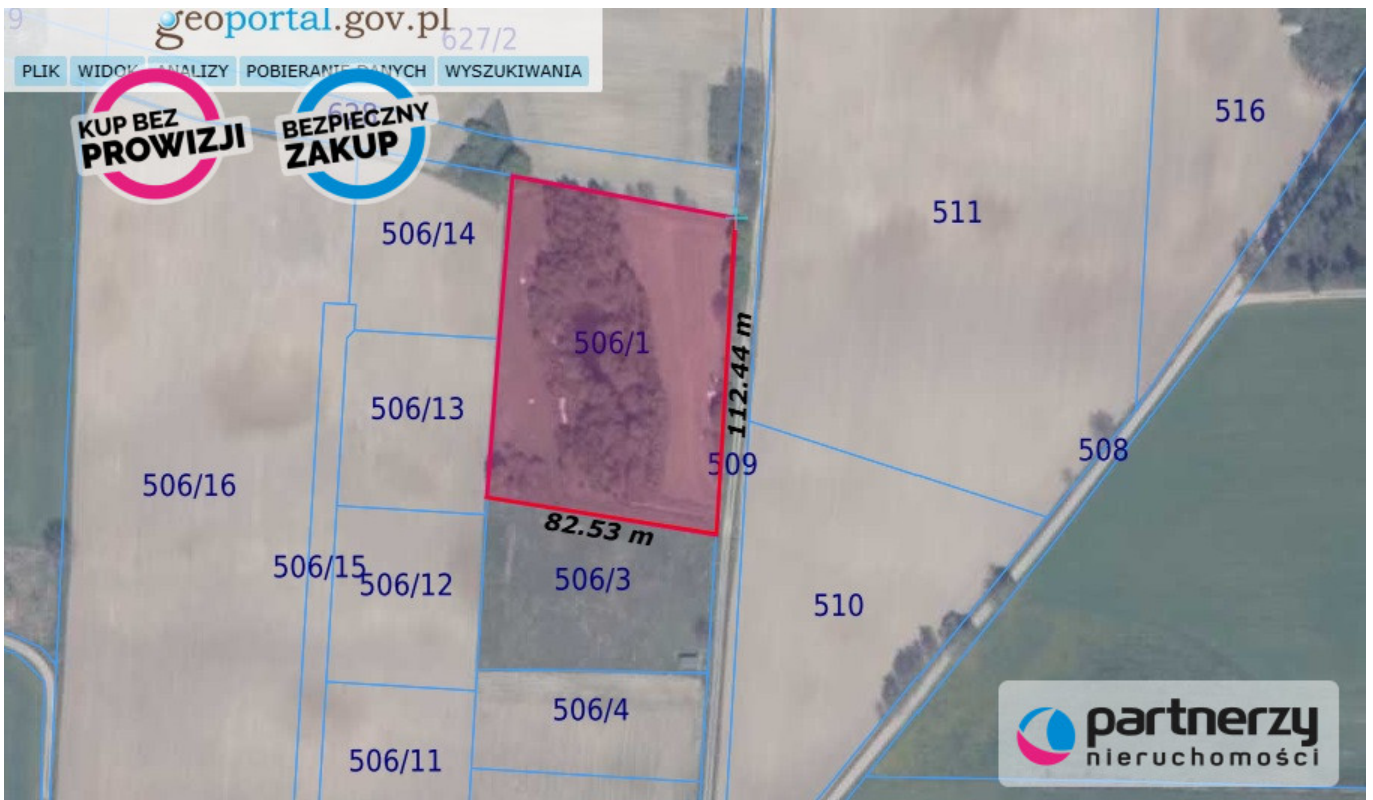 9
geoportal.gov.pl
627/2
PLIK WIDOK ANALIZY POBIERANIE DANYCH WYSZUKIWANIA
628
KUP BEZ
PROWIZJI
BEZPIECZNY
ZAKUP
516
511
506/14
506/1
112.44 m
506/13
509
508
506/16
82.53 m
506/15
506/12
506/3
510
506/4
506/11
partnerzy
nieruchomości